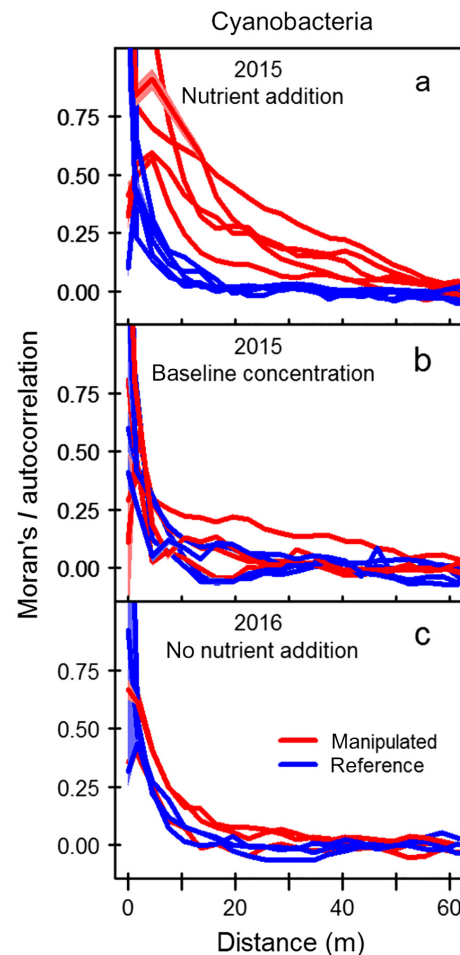 Cyanobacteria
2015
Nutrient addition
a
0.75
0.50
0.25
0.00
2015
Baseline concentration
b
0.75
0.50
0.25
0.00
2016
No nutrient addition
c
0.75
0.50
0.25
0.00
Manipulated
Reference
0
20
40
60
Distance (m)
Moran's I autocorrelation